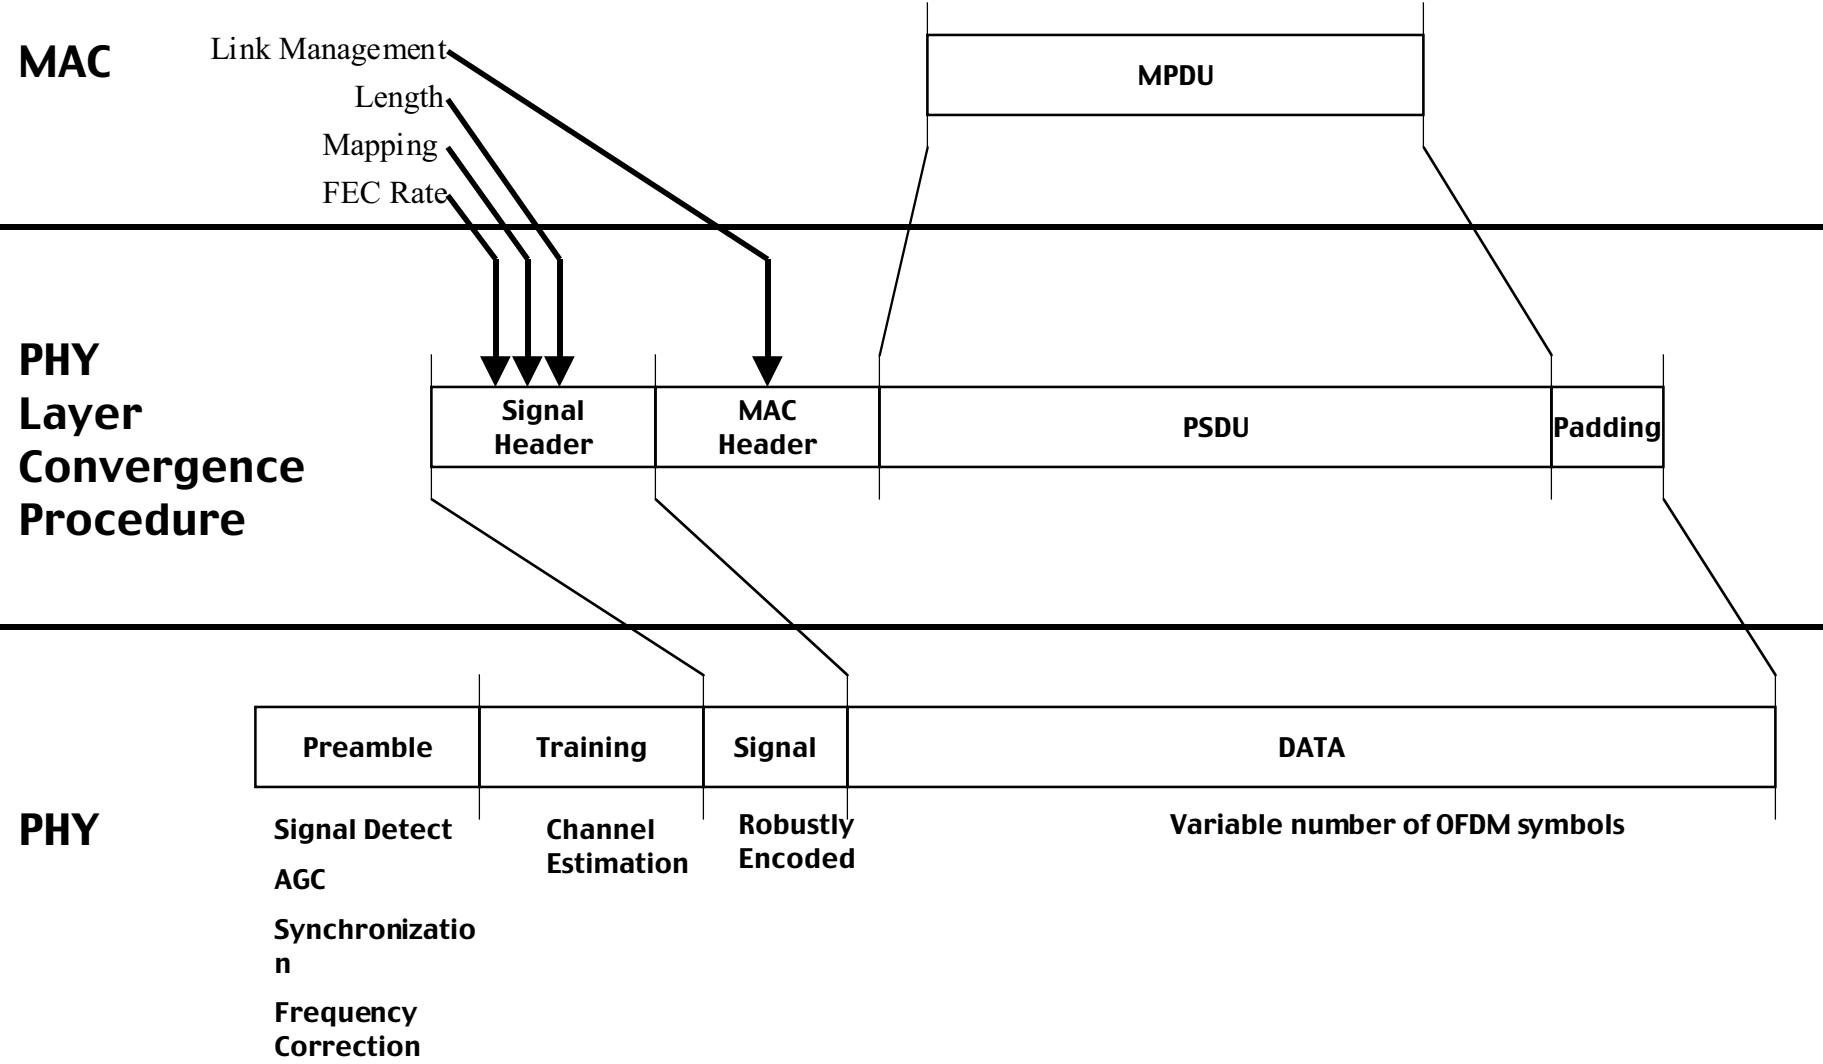 MAC
Link Management
Length
Mapping
FEC Rate
MPDU
PHY
Layer
Convergence
Procedure
Signal
Header
MAC
Header
PSDU
Padding
PHY
Preamble
Training
Signal
DATA
Signal Detect
AGC
Synchronizatio
n
Frequency
Correction
Channel
Estimation
Robustly
Encoded
Variable number of OFDM symbols